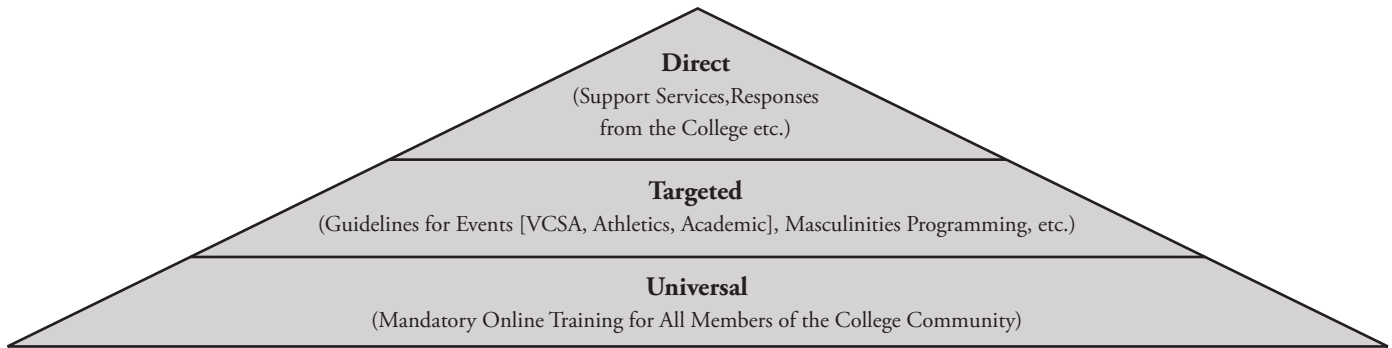 Direct
(Support Services,Responses
from the College etc.)
Targeted
(Guidelines for Events [VCSA, Athletics, Academic], Masculinities Programming, etc.)
Universal
(Mandatory Online Training for All Members of the College Community)